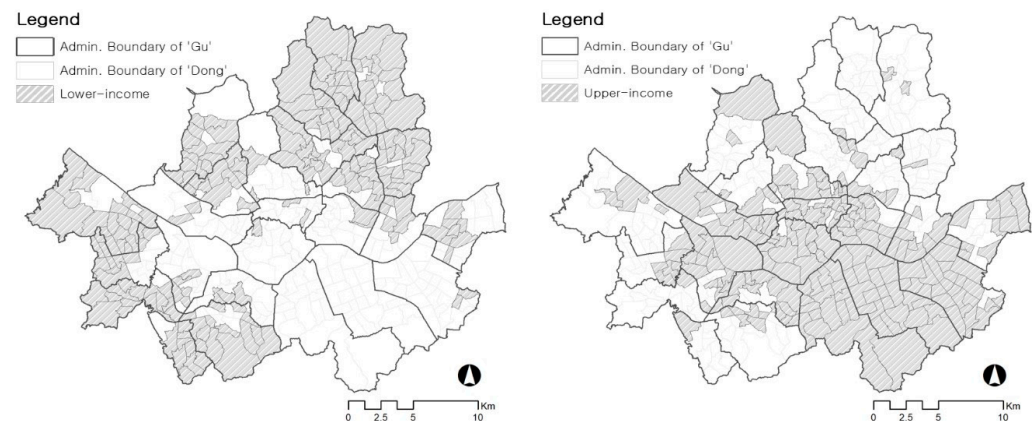 Legend
Admin. Boundary of 'Gu'
Admin. Boundary of 'Dong'
Lower-income
Km
0 2.5 5 10
Legend
Admin. Boundary of 'Gu'
Admin. Boundary of 'Dong'
Upper-income
Km
0 2.5 5 10